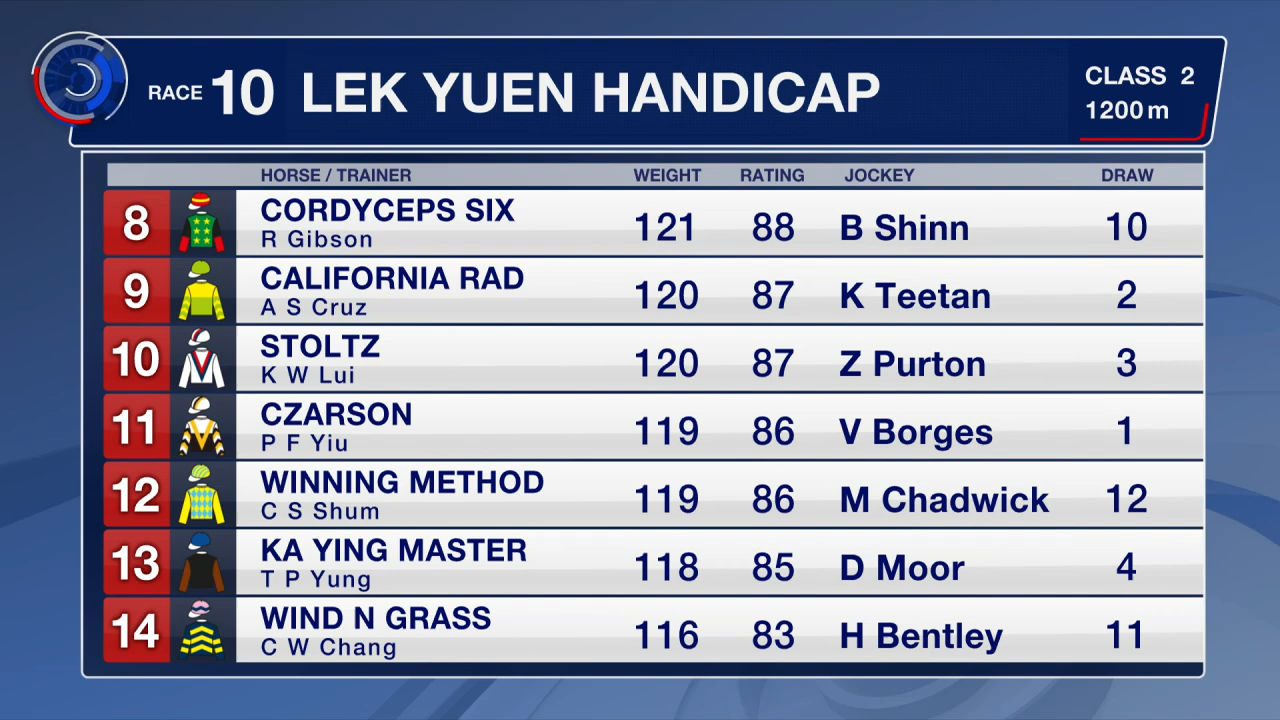 RACE 10 LEK YUEN HANDICAP
CLASS 2
1200m
HORSE / TRAINER WEIGHT RATING JOCKEY DRAW
8 CORDYCEPS SIX 121 88 B Shinn 10
R Gibson
9 CALIFORNIA RAD 120 87 K Teetan 2
A S Cruz
10 STOLTZ 120 87 Z Purton 3
K W Lui
11 CZARSON 119 86 V Borges 1
P F Yiu
12 WINNING METHOD 119 86 M Chadwick 12
C S Shum
13 KA YING MASTER 118 85 D Moor 4
T P Yung
14 WIND N GRASS 116 83 H Bentley 11
C W Chang